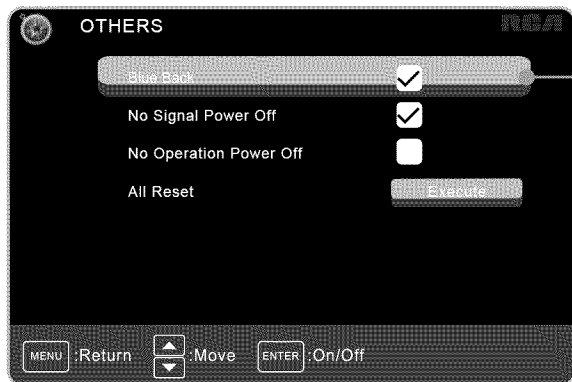 OTHERS RCA
Blue Back
No Signal Power Off
No Operation Power Off
All Reset Execute
MENU :Return :Move ENTER :On/Off